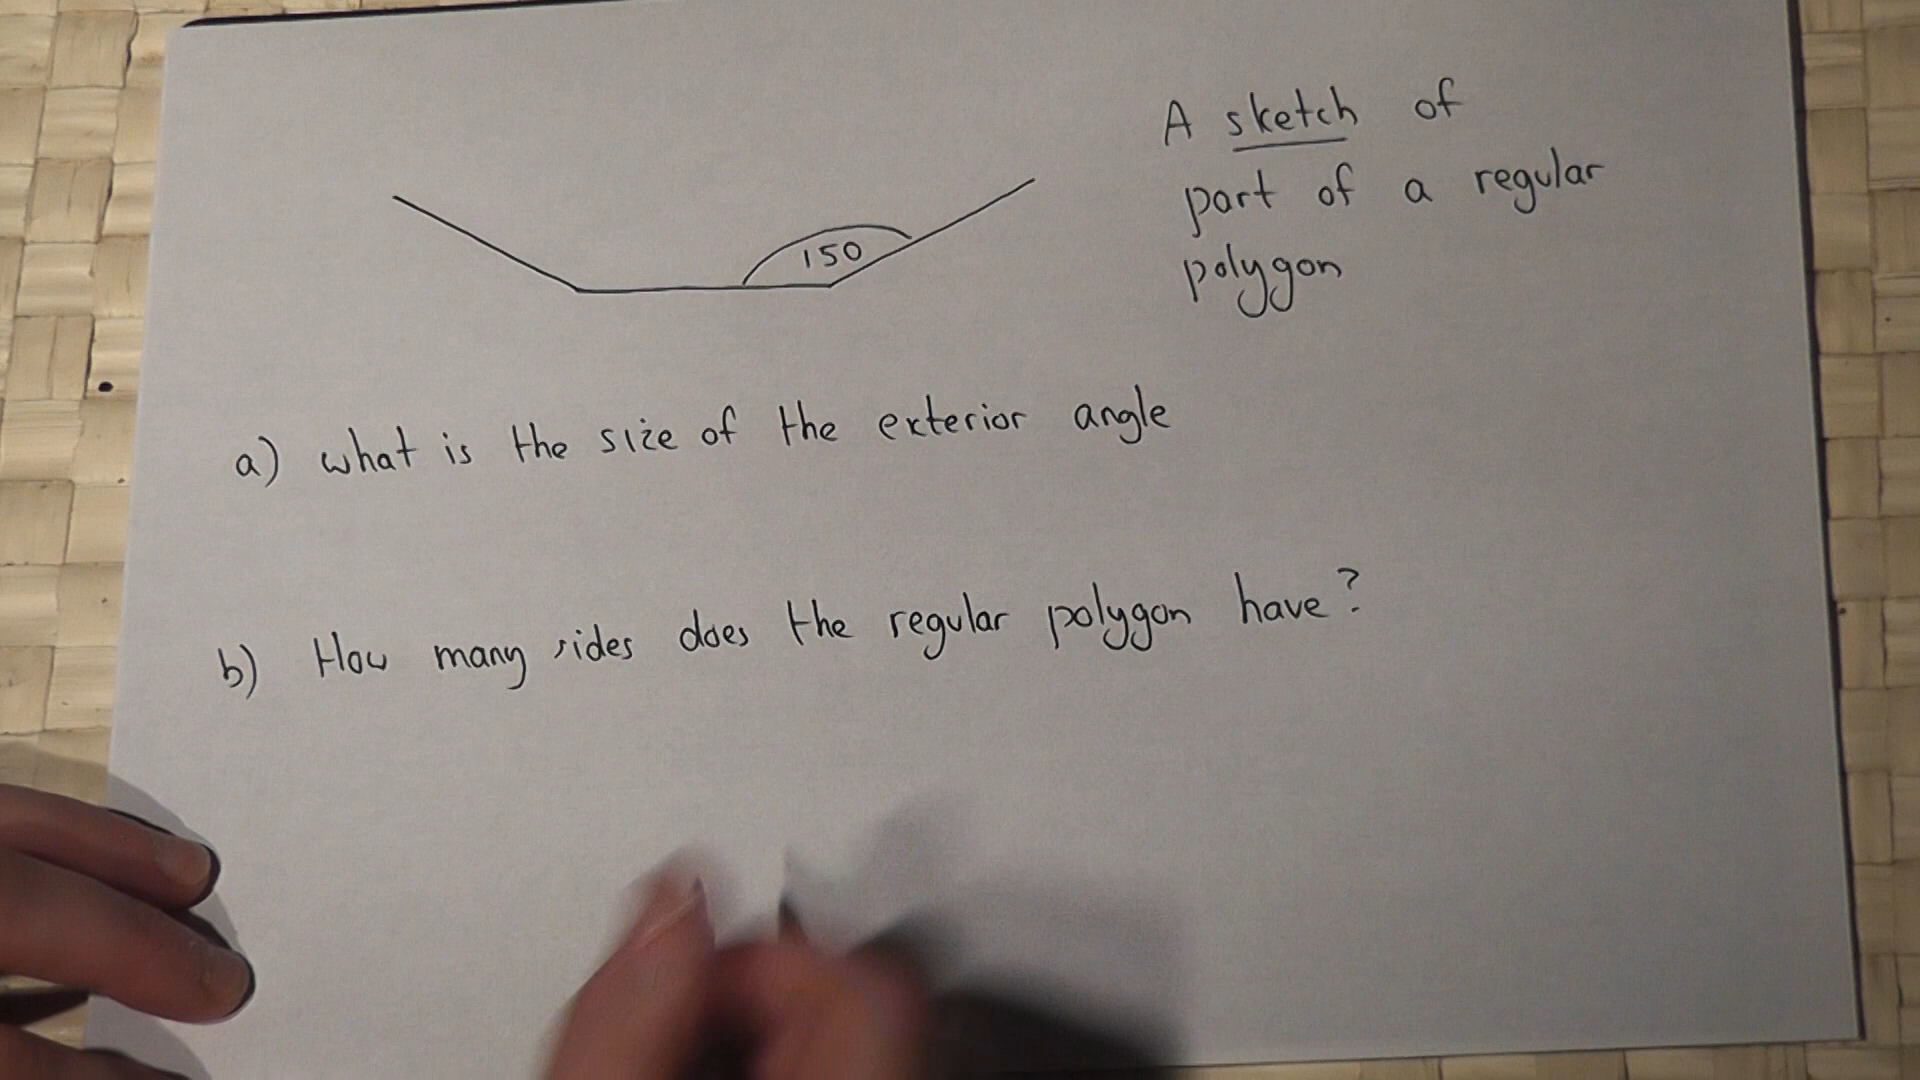 A sketch of
part of a regular
polygon
150
a) what is the size of the exterior angle
b) How many sides does the regular polygon have?